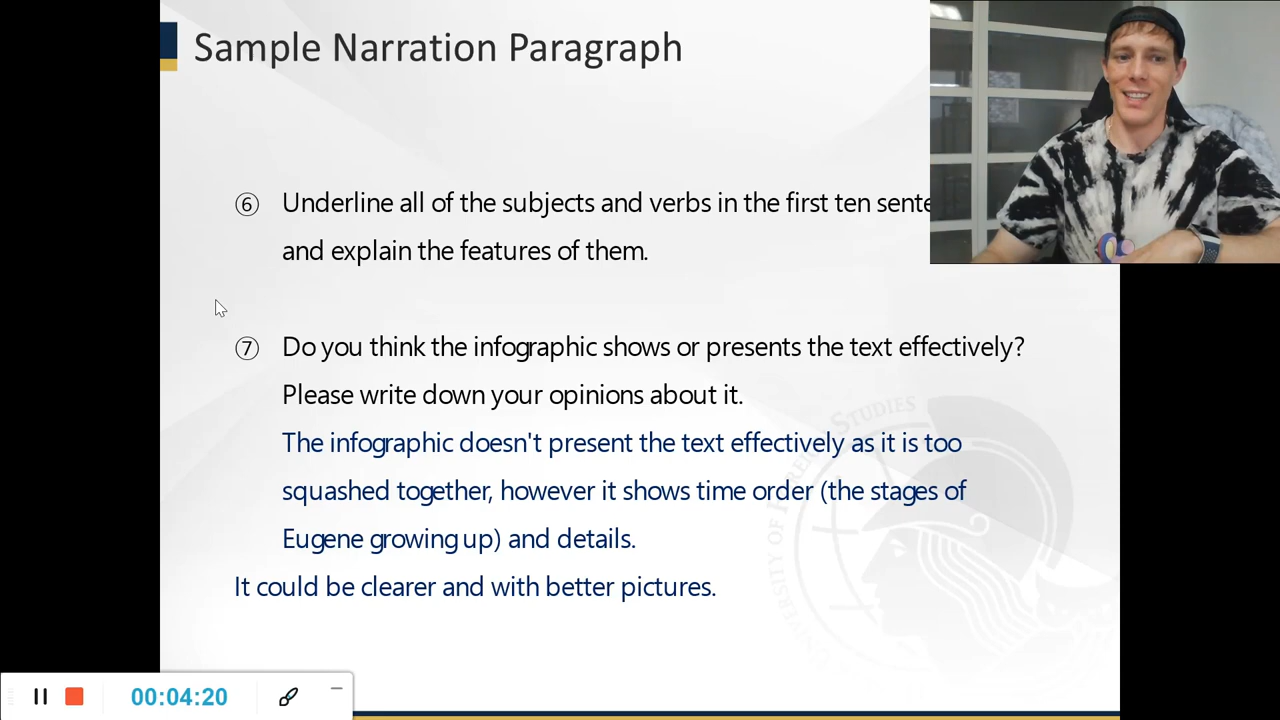 Sample Narration Paragraph
⑥ Underline all of the subjects and verbs in the first ten
and explain the features of them.
⑦ Do you think the infographic shows or presents the text effectively?
Please write down your opinions about it.
The infographic doesn't present the text effectively as it is too
squashed together, however it shows time order (the stages of
Eugene growing up) and details.
It could be clearer and with better pictures.
UNIVERSITY OF STUDIES
00:04:20